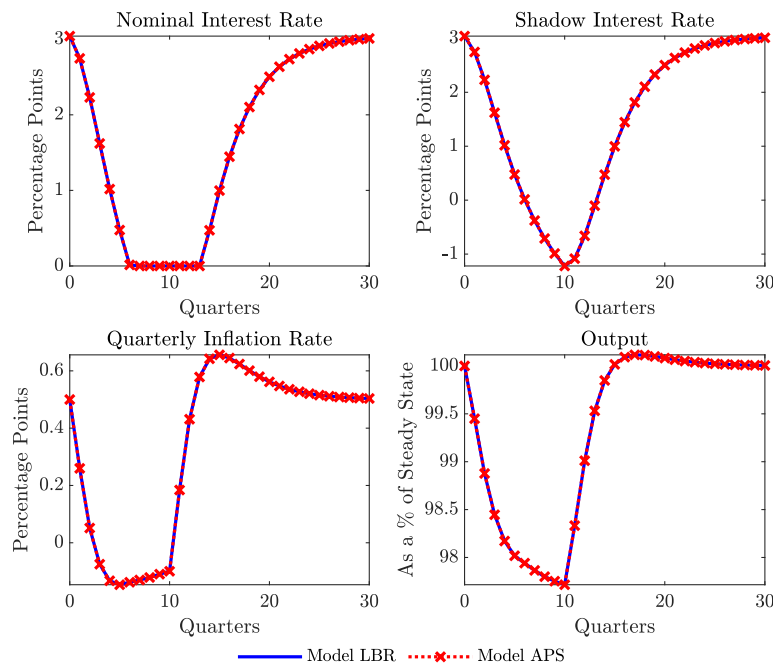 Nominal Interest Rate
Percentage Points
3
2
1
0
0 10 20 30
Quarters
Shadow Interest Rate
Percentage Points
3
2
1
0
-1
0 10 20 30
Quarters
Quarterly Inflation Rate
Percentage Points
0.6
0.4
0.2
0
0 10 20 30
Quarters
Output
As a % of Steady State
100
99.5
99
98.5
98
0 10 20 30
Quarters
Model LBR Model APS